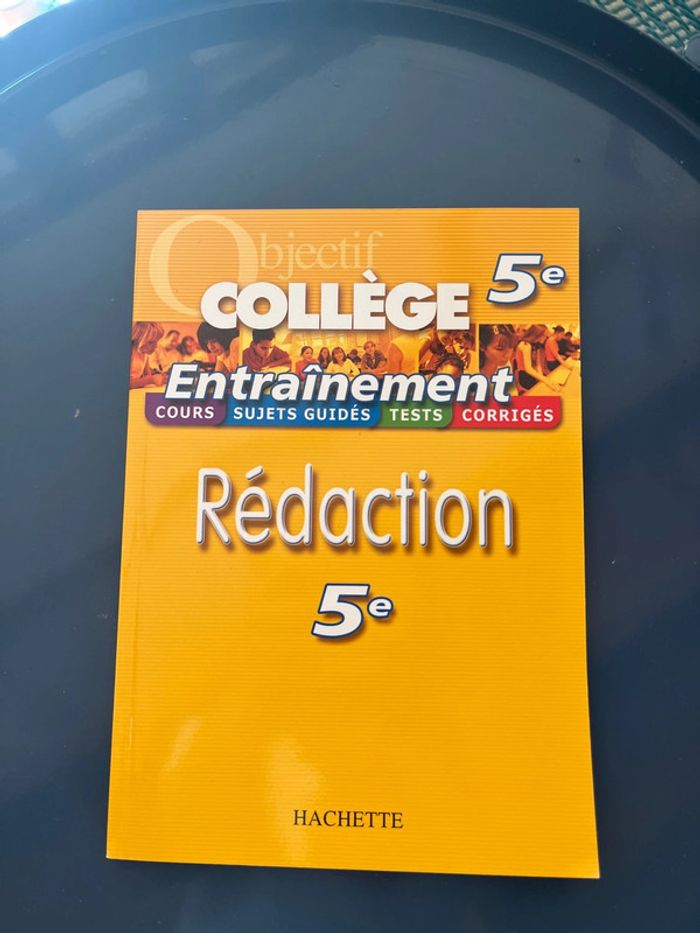 Objectif
COLLÈGE 5e
Entraînement
COURS SUJETS GUIDÉS TESTS CORRIGÉS
Rédaction
5e
HACHETTE